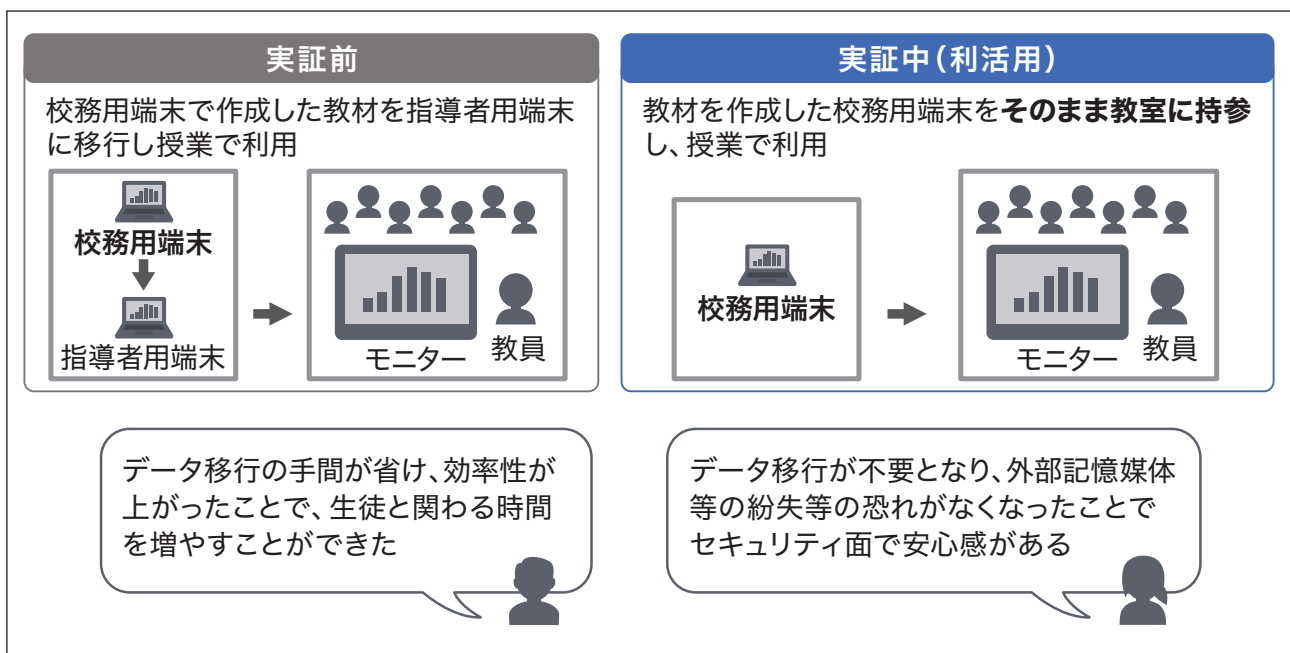 実証前
校務用端末で作成した教材を指導者用端末
に移行し授業で利用
校務用端末
指導者用端末
モニター
教員
実証中(利活用)
教材を作成した校務用端末をそのまま教室に持参
し、授業で利用
校務用端末
モニター
教員
データ移行の手間が省け、効率性が
上がったことで、生徒と関わる時間
を増やすことができた
データ移行が不要となり、外部記憶媒体
等の紛失等の恐れがなくなったことで
セキュリティ面で安心感がある